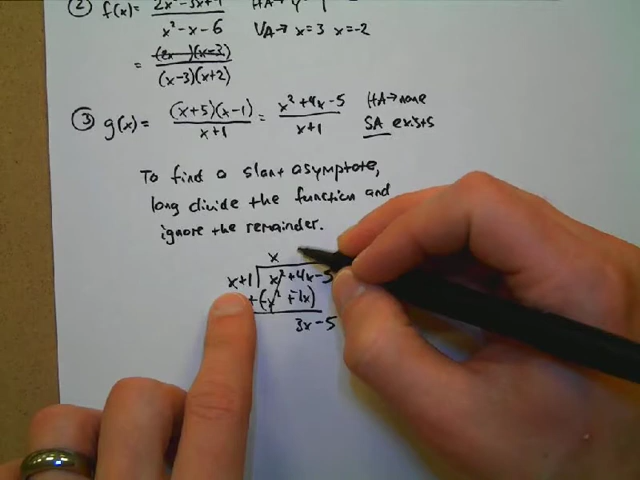 ② f(x)= 2x²-3x+4 / x²-x-6
VA→ x=3 x=-2
= (x-3) / (x-3)(x+2)
③ g(x)= (x+5)(x-1) / x+1 = x²+4x-5 / x+1 HA→none
SA exists
To find a slant asymptote,
long divide the function and
ignore the remainder.
x
x+1 x²+4x-5
+(-x² + -1x)
3x-5